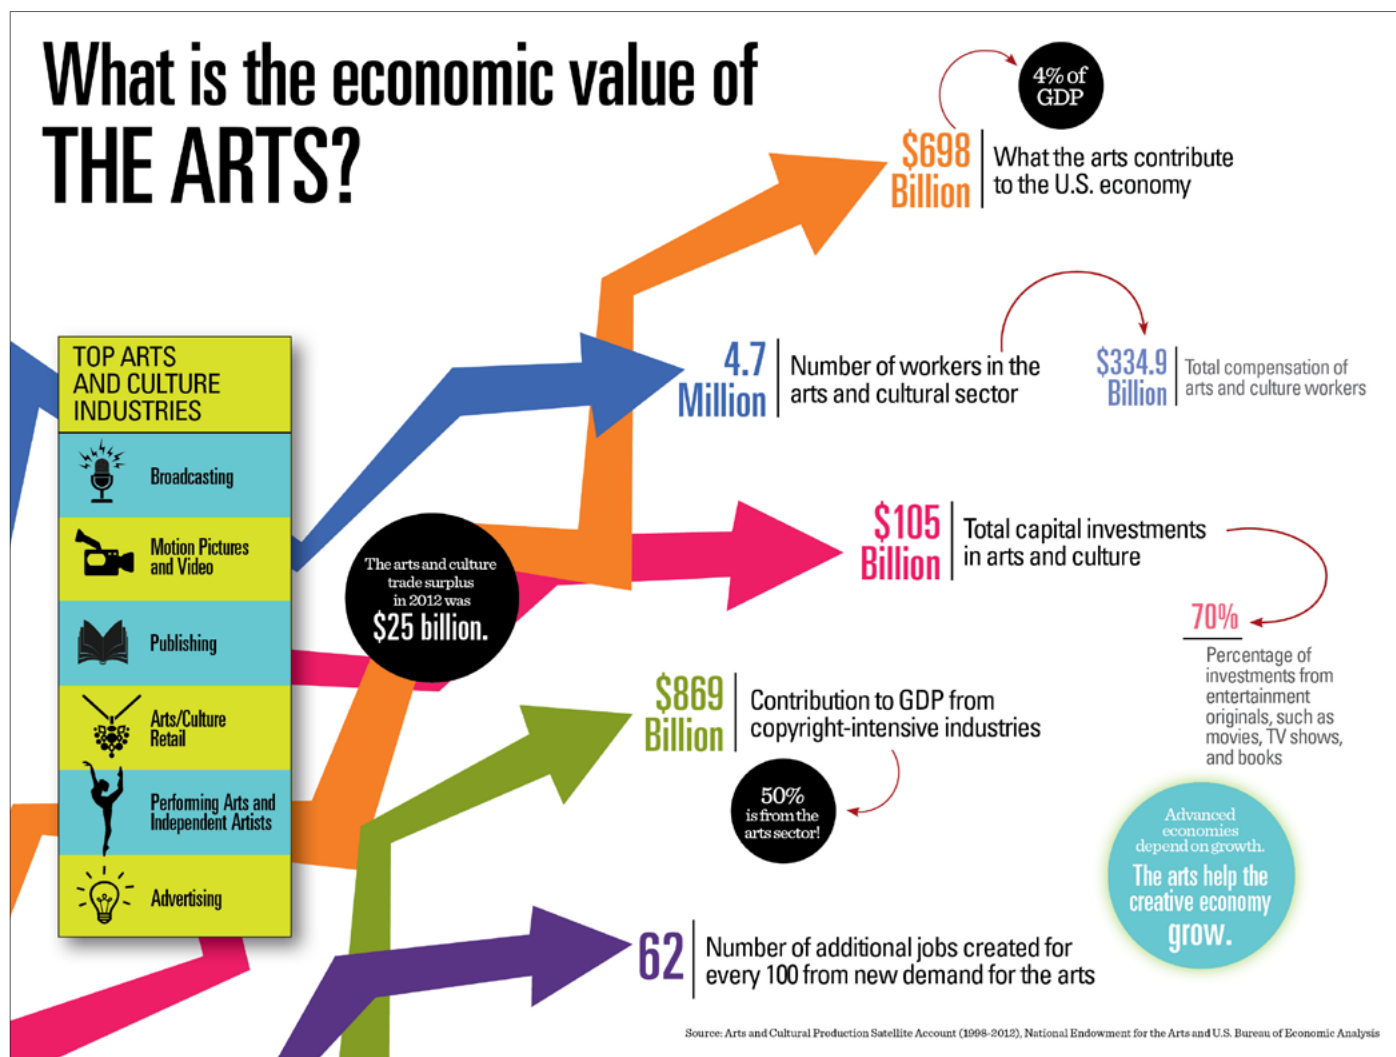 What is the economic value of
THE ARTS?
4% of
GDP
$698
Billion
What the arts contribute
to the U.S. economy
TOP ARTS
AND CULTURE
INDUSTRIES
Broadcasting
Motion Pictures
and Video
Publishing
Arts/Culture
Retail
Performing Arts and
Independent Artists
Advertising
4.7
Million
Number of workers in the
arts and cultural sector
$334.9
Billion
Total compensation of
arts and culture workers
The arts and culture
trade surplus
in 2012 was
$25 billion.
$105
Billion
Total capital investments
in arts and culture
70%
Percentage of
investments from
entertainment
originals, such as
movies, TV shows,
and books
$869
Billion
Contribution to GDP from
copyright-intensive industries
50%
is from the
arts sector!
Advanced
economies
depend on growth.
The arts help the
creative economy
grow.
62
Number of additional jobs created for
every 100 from new demand for the arts
Source: Arts and Cultural Production Satellite Account (1998-2012), National Endowment for the Arts and U.S. Bureau of Economic Analysis